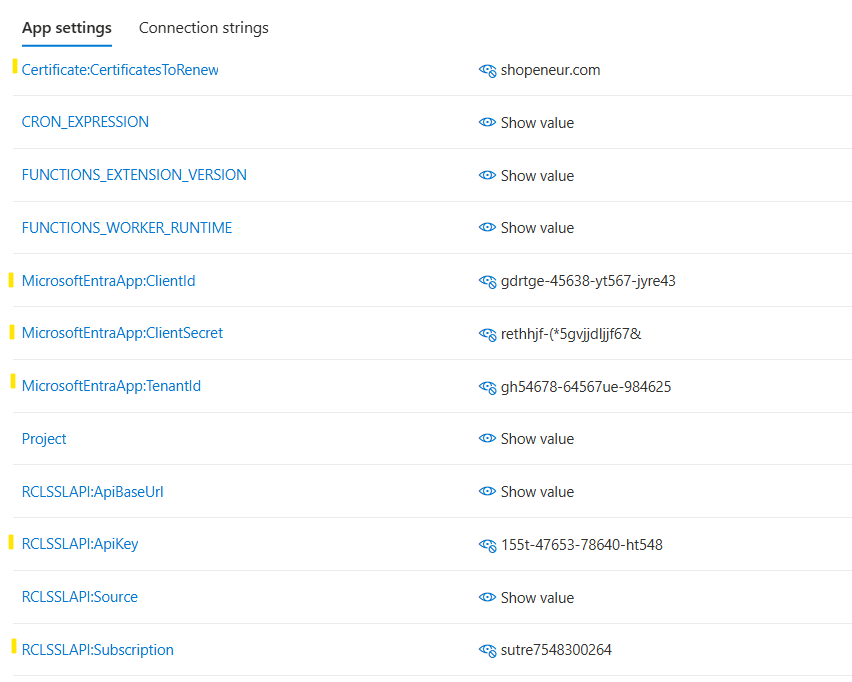 App settings Connection strings
Certificate:CertificatesToRenew shopeneur.com
CRON_EXPRESSION Show value
FUNCTIONS_EXTENSION_VERSION Show value
FUNCTIONS_WORKER_RUNTIME Show value
MicrosoftEntraApp:ClientId gdrtge-45638-yt567-jyre43
MicrosoftEntraApp:ClientSecret rethhjf-(*5gvjjdljjf67&
MicrosoftEntraApp:TenantId gh54678-64567ue-984625
Project Show value
RCLSSLAPI:ApiBaseUrl Show value
RCLSSLAPI:ApiKey 155t-47653-78640-ht548
RCLSSLAPI:Source Show value
RCLSSLAPI:Subscription sutre7548300264